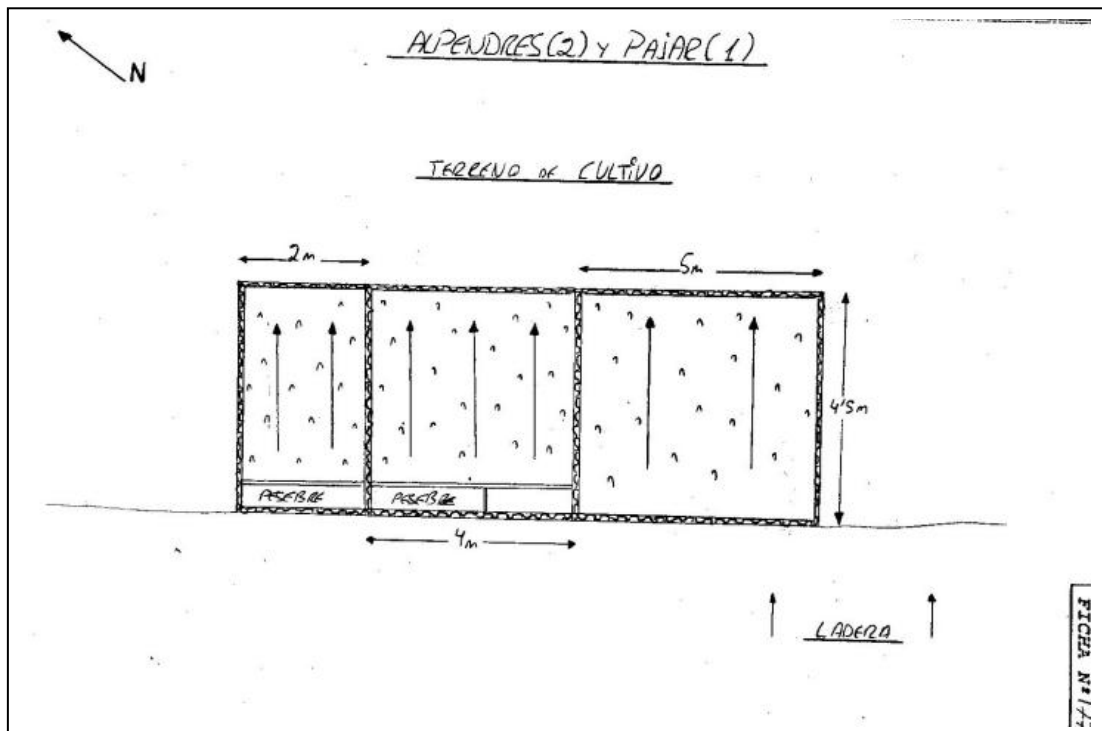 N
ALPENDRES(2) y PAJAR(1)
TERRENO DE CULTIVO
2m
5m
4'5m
PESEBRE
PESEBRE
4m
LADERA
FICHA Nº